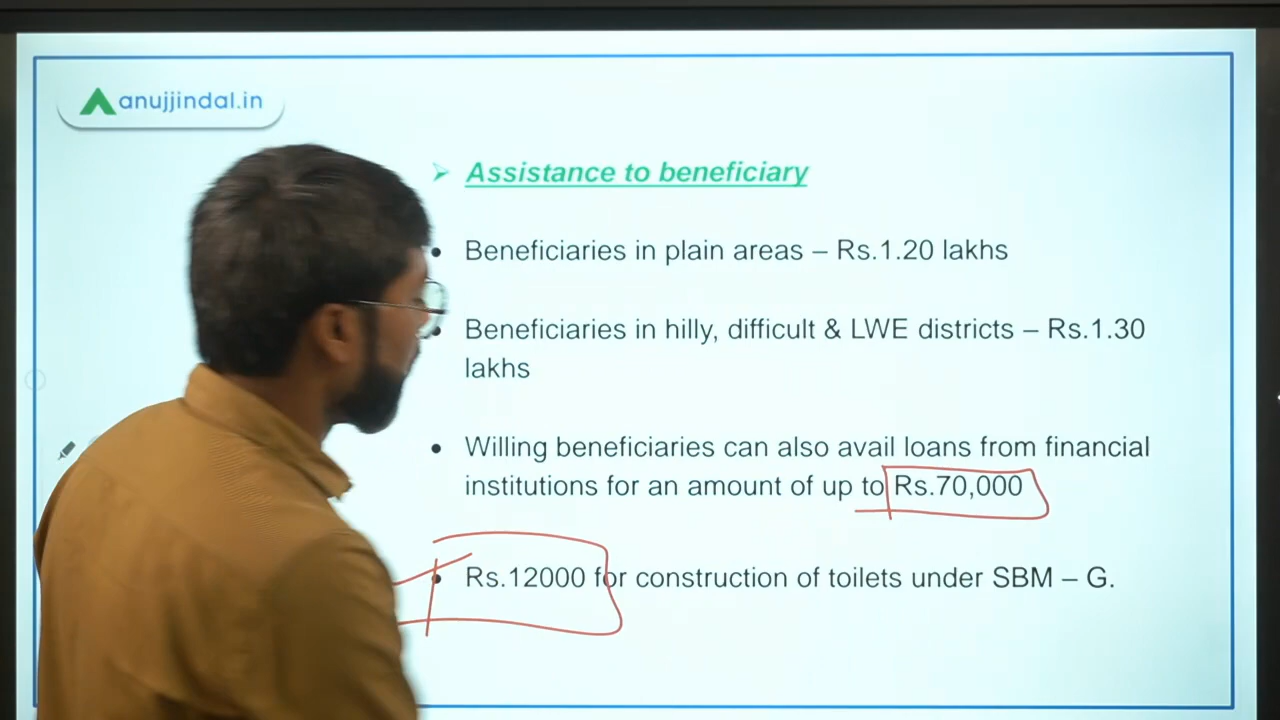 anujjindal.in
Assistance to beneficiary
Beneficiaries in plain areas – Rs.1.20 lakhs
Beneficiaries in hilly, difficult & LWE districts – Rs.1.30
lakhs
Willing beneficiaries can also avail loans from financial
institutions for an amount of up to Rs.70,000
Rs.12000 for construction of toilets under SBM – G.